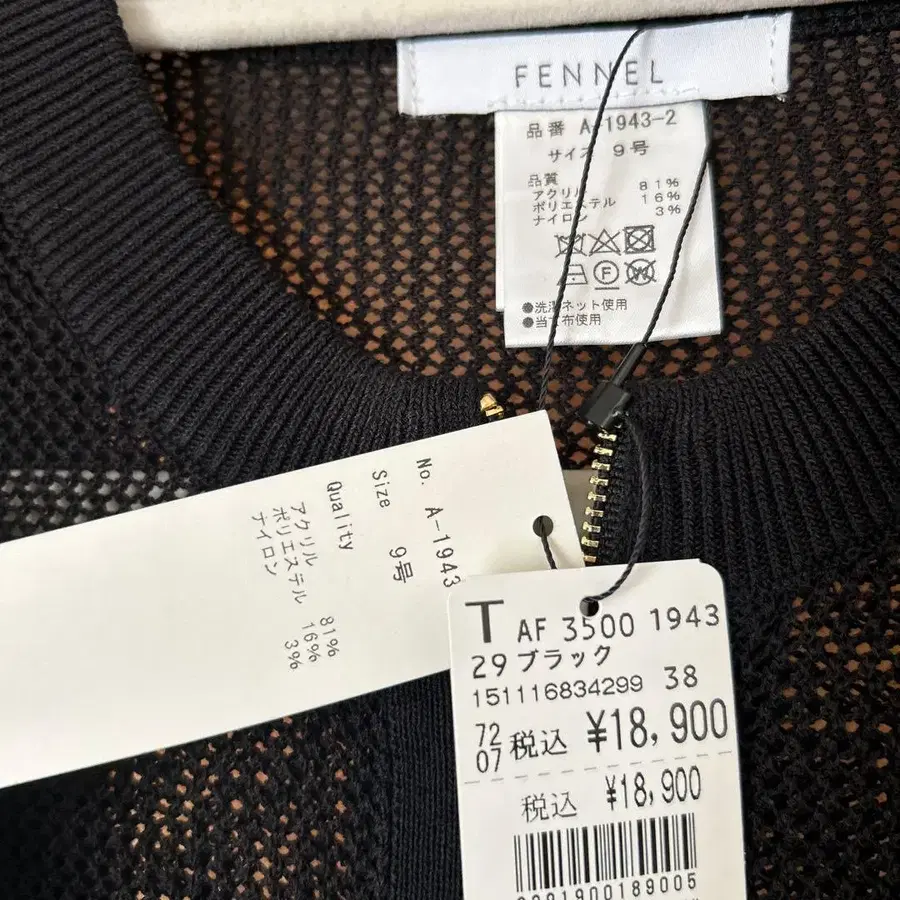 FENNEL
品番 A-1943-2
サイズ 9号
品質
アクリル 81%
ポリエステル 16%
ナイロン 3%
F
W
●洗濯ネット使用
●当て布使用
No. A-1943
Size 9号
Quality
アクリル 81%
ポリエステル 16%
ナイロン 3%
T AF 3500 1943
29 ブラック
151116834299 38
7207 税込 ¥18,900
税込 ¥18,900